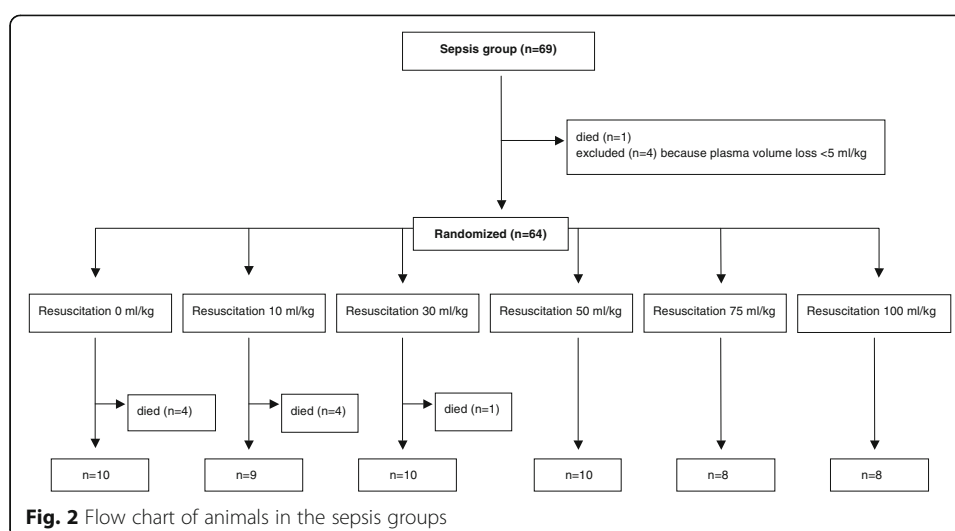 Sepsis group (n=69)
died (n=1)
excluded (n=4) because plasma volume loss <5 ml/kg
Randomized (n=64)
Resuscitation 0 ml/kg
Resuscitation 10 ml/kg
Resuscitation 30 ml/kg
Resuscitation 50 ml/kg
Resuscitation 75 ml/kg
Resuscitation 100 ml/kg
died (n=4)
died (n=4)
died (n=1)
n=10
n=9
n=10
n=10
n=8
n=8
Fig. 2 Flow chart of animals in the sepsis groups